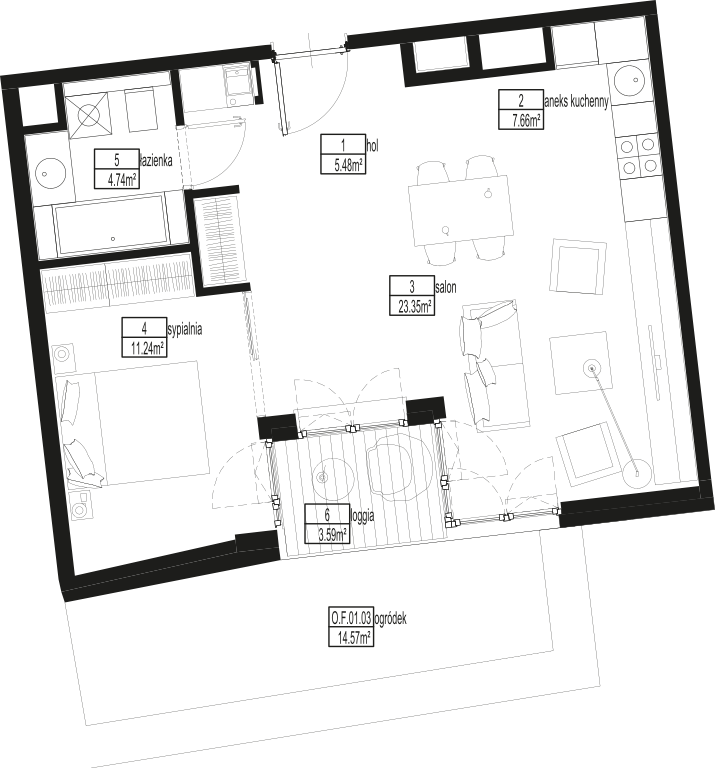 2 aneks kuchenny
7.66m²
1 hol
5.48m²
5 łazienka
4.74m²
3 salon
23.35m²
4 sypialnia
11.24m²
6 loggia
3.59m²
O.F.01.03 ogródek
14.57m²